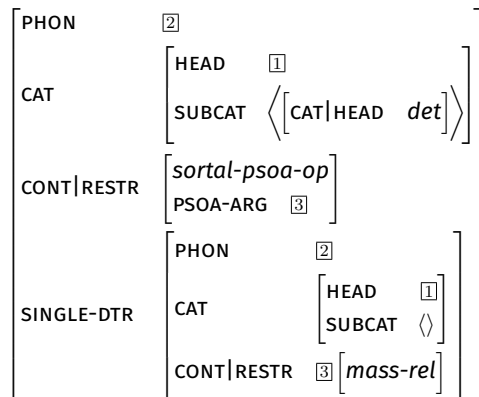 PHON 2
CAT HEAD 1
SUBCAT ⟨[CAT|HEAD det]⟩
CONT|RESTR sortal-psoa-op
PSOA-ARG 3
SINGLE-DTR PHON 2
CAT HEAD 1
SUBCAT ⟨⟩
CONT|RESTR 3 [mass-rel]